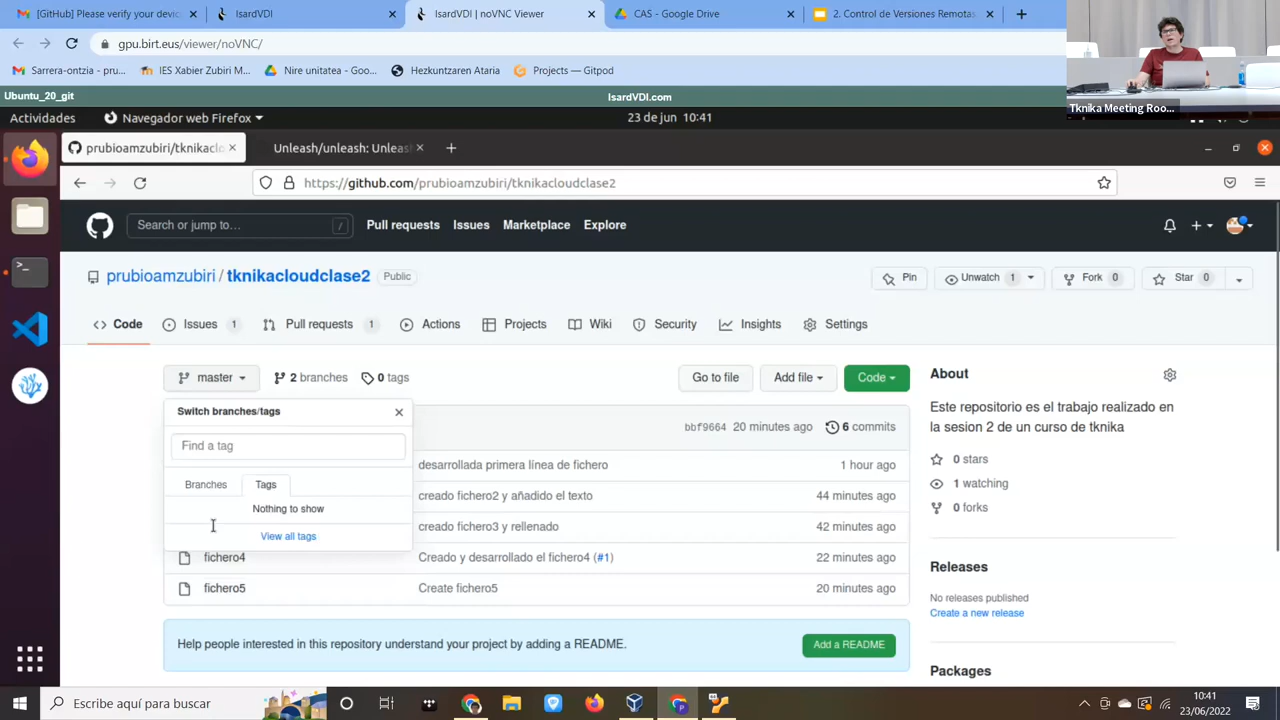 [GitHub] Please verify your device
IsardVDI
IsardVDI | noVNC Viewer
CAS - Google Drive
2. Control de Versiones Remotas
gpu.birt.eus/viewer/noVNC/
Sarrera-ontzia - pru...
IES Xabier Zubiri M...
Nire unitatea - Goo...
Hezkuntzaren Ataria
Projects — Gitpod
Ubuntu_20_git
IsardVDI.com
Tknika Meeting Roo...
Actividades
Navegador web Firefox
23 de jun 10:41
prubioamzubiri/tknikaclo
Unleash/unleash: Unleas
https://github.com/prubioamzubiri/tknikacloudclase2
Search or jump to…
/
Pull requests
Issues
Marketplace
Explore
prubioamzubiri / tknikacloudclase2
Public
Pin
Unwatch 1
Fork 0
Star 0
Code
Issues 1
Pull requests 1
Actions
Projects
Wiki
Security
Insights
Settings
master
2 branches
0 tags
Go to file
Add file
Code
Switch branches/tags
Find a tag
Branches
Tags
Nothing to show
View all tags
bbf9664 20 minutes ago
6 commits
desarrollada primera línea de fichero
1 hour ago
creado fichero2 y añadido el texto
44 minutes ago
creado fichero3 y rellenado
42 minutes ago
fichero4
Creado y desarrollado el fichero4 (#1)
22 minutes ago
fichero5
Create fichero5
20 minutes ago
Help people interested in this repository understand your project by adding a README.
Add a README
About
Este repositorio es el trabajo realizado en
la sesion 2 de un curso de tknika
0 stars
1 watching
0 forks
Releases
No releases published
Create a new release
Packages
Escribe aquí para buscar
10:41
23/06/2022